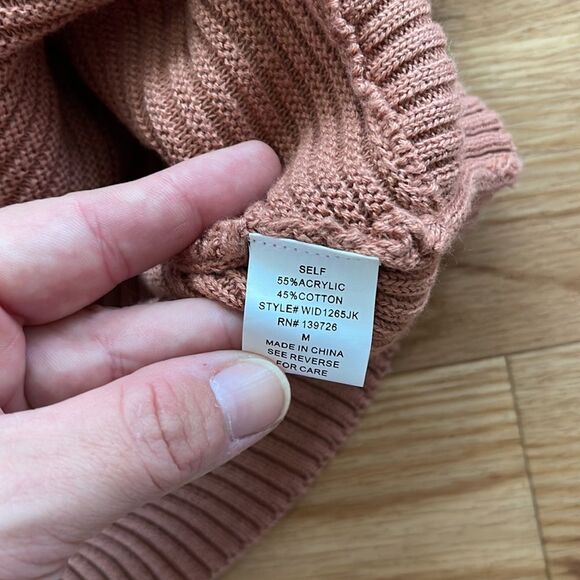 SELF
55%ACRYLIC
45%COTTON
STYLE# WID1265JK
RN# 139726
M
MADE IN CHINA
SEE REVERSE
FOR CARE